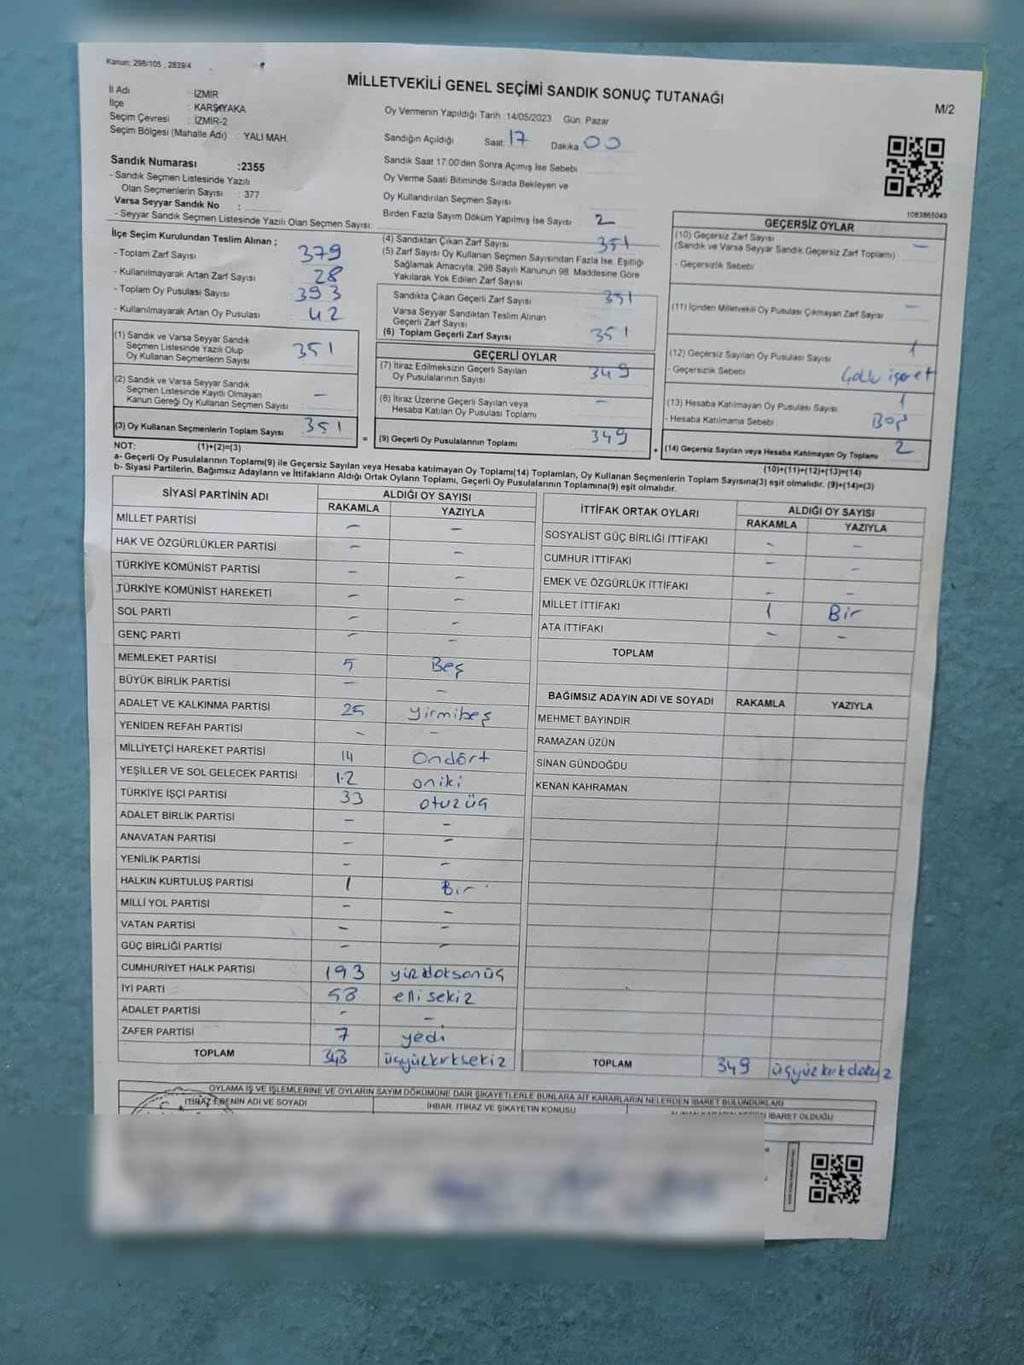 Kanun: 298/105 , 2839/4
MİLLETVEKİLİ GENEL SEÇİMİ SANDIK SONUÇ TUTANAĞI
M/2
İl Adı : İZMİR
İlçe : KARŞIYAKA
Seçim Çevresi : İZMİR-2
Seçim Bölgesi (Mahalle Adı) : YALI MAH.
Oy Vermenin Yapıldığı Tarih :14/05/2023 Gün: Pazar
Sandığın Açıldığı Saat: 17 Dakika 00
Sandık Numarası :2355
- Sandık Seçmen Listesinde Yazılı
Olan Seçmenlerin Sayısı : 377
Varsa Seyyar Sandık No :
- Seyyar Sandık Seçmen Listesinde Yazılı Olan Seçmen Sayısı:
Sandık Saat 17.00'den Sonra Açılmış İse Sebebi
Oy Verme Saati Bitiminde Sırada Bekleyen ve
Oy Kullandırılan Seçmen Sayısı
Birden Fazla Sayım Döküm Yapılmış İse Sayısı 2
1083865049
İlçe Seçim Kurulundan Teslim Alınan ;
- Toplam Zarf Sayısı 379
- Kullanılmayarak Artan Zarf Sayısı 28
- Toplam Oy Pusulası Sayısı 393
- Kullanılmayarak Artan Oy Pusulası 42
(1) Sandık ve Varsa Seyyar Sandık
Seçmen Listesinde Yazılı Olup
Oy Kullanan Seçmenlerin Sayısı 351
(2) Sandık ve Varsa Seyyar Sandık
Seçmen Listesinde Kayıtlı Olmayan
Kanun Gereği Oy Kullanan Seçmen Sayısı -
(3) Oy Kullanan Seçmenlerin Toplam Sayısı 351
(4) Sandıktan Çıkan Zarf Sayısı 351
(5) Zarf Sayısı Oy Kullanan Seçmen Sayısından Fazla İse, Eşitliği
Sağlamak Amacıyla, 298 Sayılı Kanunun 98. Maddesine Göre
Yakılarak Yok Edilen Zarf Sayısı
Sandıkta Çıkan Geçerli Zarf Sayısı 351
Varsa Seyyar Sandıktan Teslim Alınan
Geçerli Zarf Sayısı
(6) Toplam Geçerli Zarf Sayısı 351
GEÇERLİ OYLAR
(7) İtiraz Edilmeksizin Geçerli Sayılan
Oy Pusulalarının Sayısı 349
(8) İtiraz Üzerine Geçerli Sayılan veya
Hesaba Katılan Oy Pusulası Toplamı -
= (9) Geçerli Oy Pusulalarının Toplamı 349
GEÇERSİZ OYLAR
(10) Geçersiz Zarf Sayısı -
(Sandık ve Varsa Seyyar Sandık Geçersiz Zarf Toplamı)
- Geçersizlik Sebebi
(11) İçinden Milletvekili Oy Pusulası Çıkmayan Zarf Sayısı -
(12) Geçersiz Sayılan Oy Pusulası Sayısı 1
- Geçersizlik Sebebi
(13) Hesaba Katılmayan Oy Pusulası Sayısı 1
- Hesaba Katılmama Sebebi Boş
+ (14) Geçersiz Sayılan veya Hesaba Katılmayan Oy Toplamı 2
NOT: (1)+(2)=(3)
(10)+(11)+(12)+(13)=(14)
a- Geçerli Oy Pusulalarının Toplamı(9) ile Geçersiz Sayılan veya Hesaba katılmayan Oy Toplamı(14) Toplamları, Oy Kullanan Seçmenlerin Toplam Sayısına(3) eşit olmalıdır. (9)+(14)=(3)
b- Siyasi Partilerin, Bağımsız Adayların ve İttifakların Aldığı Ortak Oyların Toplamı, Geçerli Oy Pusulalarının Toplamına(9) eşit olmalıdır.
SİYASİ PARTİNİN ADI ALDIĞI OY SAYISI
RAKAMLA YAZIYLA
MİLLET PARTİSİ - -
HAK VE ÖZGÜRLÜKLER PARTİSİ - -
TÜRKİYE KOMÜNİST PARTİSİ - -
TÜRKİYE KOMÜNİST HAREKETİ - -
SOL PARTİ - -
GENÇ PARTİ - -
MEMLEKET PARTİSİ 5 Beş
BÜYÜK BİRLİK PARTİSİ - -
ADALET VE KALKINMA PARTİSİ 25 yirmibeş
YENİDEN REFAH PARTİSİ - -
MİLLİYETÇİ HAREKET PARTİSİ 14 Ondört
YEŞİLLER VE SOL GELECEK PARTİSİ 12 oniki
TÜRKİYE İŞÇİ PARTİSİ 33 otuzüç
ADALET BİRLİK PARTİSİ - -
ANAVATAN PARTİSİ - -
YENİLİK PARTİSİ - -
HALKIN KURTULUŞ PARTİSİ 1 Bir
MİLLİ YOL PARTİSİ - -
VATAN PARTİSİ - -
GÜÇ BİRLİĞİ PARTİSİ - -
CUMHURİYET HALK PARTİSİ 193 yüzdoksanüç
İYİ PARTİ 58 ellisekiz
ADALET PARTİSİ - -
ZAFER PARTİSİ 7 yedi
TOPLAM 348 üçyüzkırksekiz
İTTİFAK ORTAK OYLARI ALDIĞI OY SAYISI
RAKAMLA YAZIYLA
SOSYALİST GÜÇ BİRLİĞİ İTTİFAKI - -
CUMHUR İTTİFAKI - -
EMEK VE ÖZGÜRLÜK İTTİFAKI - -
MİLLET İTTİFAKI 1 Bir
ATA İTTİFAKI - -
TOPLAM
BAĞIMSIZ ADAYIN ADI VE SOYADI RAKAMLA YAZIYLA
MEHMET BAYINDIR
RAMAZAN ÜZÜN
SİNAN GÜNDOĞDU
KENAN KAHRAMAN
TOPLAM 349 üçyüzkırkdokuz
OYLAMA İŞ VE İŞLEMLERİNE VE OYLARIN SAYIM DÖKÜMÜNE DAİR ŞİKAYETLERLE BUNLARA AİT KARARLARIN NELERDEN İBARET BULUNDUKLARI
İTİRAZ EDENİN ADI VE SOYADI İHBAR, İTİRAZ VE ŞİKAYETİN KONUSU İBARET OLDUĞU